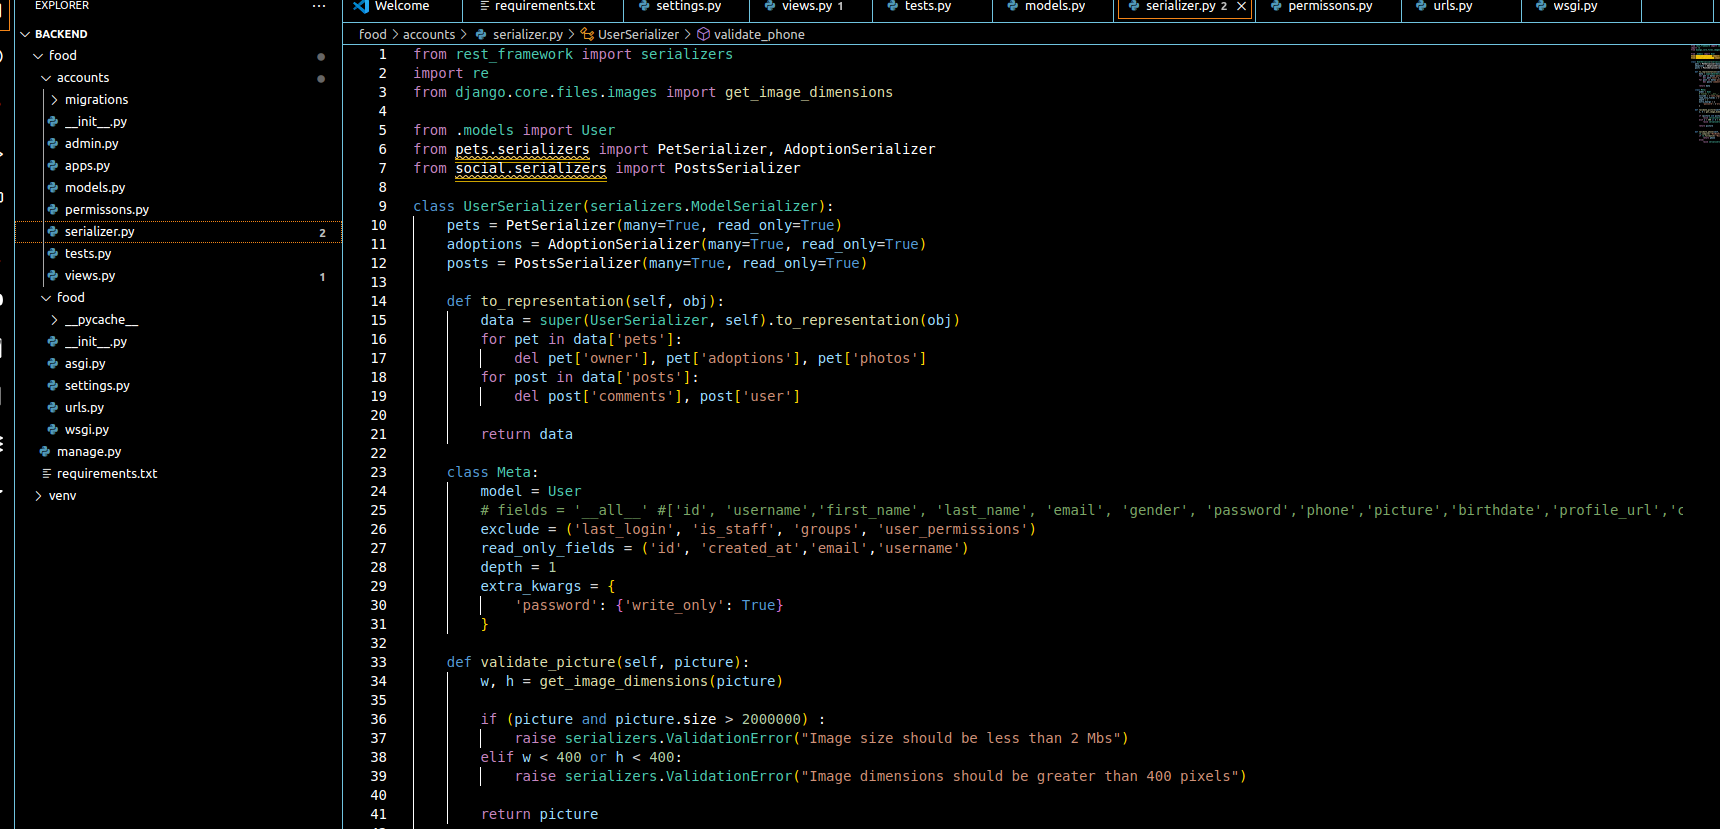 EXPLORER
···
BACKEND
food
accounts
migrations
__init__.py
admin.py
apps.py
models.py
permissons.py
serializer.py 2
tests.py
views.py 1
food
__pycache__
__init__.py
asgi.py
settings.py
urls.py
wsgi.py
manage.py
requirements.txt
venv
Welcome requirements.txt settings.py views.py 1 tests.py models.py serializer.py 2 permissons.py urls.py wsgi.py
food > accounts > serializer.py > UserSerializer > validate_phone
1 from rest_framework import serializers
2 import re
3 from django.core.files.images import get_image_dimensions
4
5 from .models import User
6 from pets.serializers import PetSerializer, AdoptionSerializer
7 from social.serializers import PostsSerializer
8
9 class UserSerializer(serializers.ModelSerializer):
10     pets = PetSerializer(many=True, read_only=True)
11     adoptions = AdoptionSerializer(many=True, read_only=True)
12     posts = PostsSerializer(many=True, read_only=True)
13
14     def to_representation(self, obj):
15         data = super(UserSerializer, self).to_representation(obj)
16         for pet in data['pets']:
17             del pet['owner'], pet['adoptions'], pet['photos']
18         for post in data['posts']:
19             del post['comments'], post['user']
20
21         return data
22
23     class Meta:
24         model = User
25         # fields = '__all__' #['id', 'username','first_name', 'last_name', 'email', 'gender', 'password','phone','picture','birthdate','profile_url','c
26         exclude = ('last_login', 'is_staff', 'groups', 'user_permissions')
27         read_only_fields = ('id', 'created_at','email','username')
28         depth = 1
29         extra_kwargs = {
30             'password': {'write_only': True}
31         }
32
33     def validate_picture(self, picture):
34         w, h = get_image_dimensions(picture)
35
36         if (picture and picture.size > 2000000) :
37             raise serializers.ValidationError("Image size should be less than 2 Mbs")
38         elif w < 400 or h < 400:
39             raise serializers.ValidationError("Image dimensions should be greater than 400 pixels")
40
41         return picture